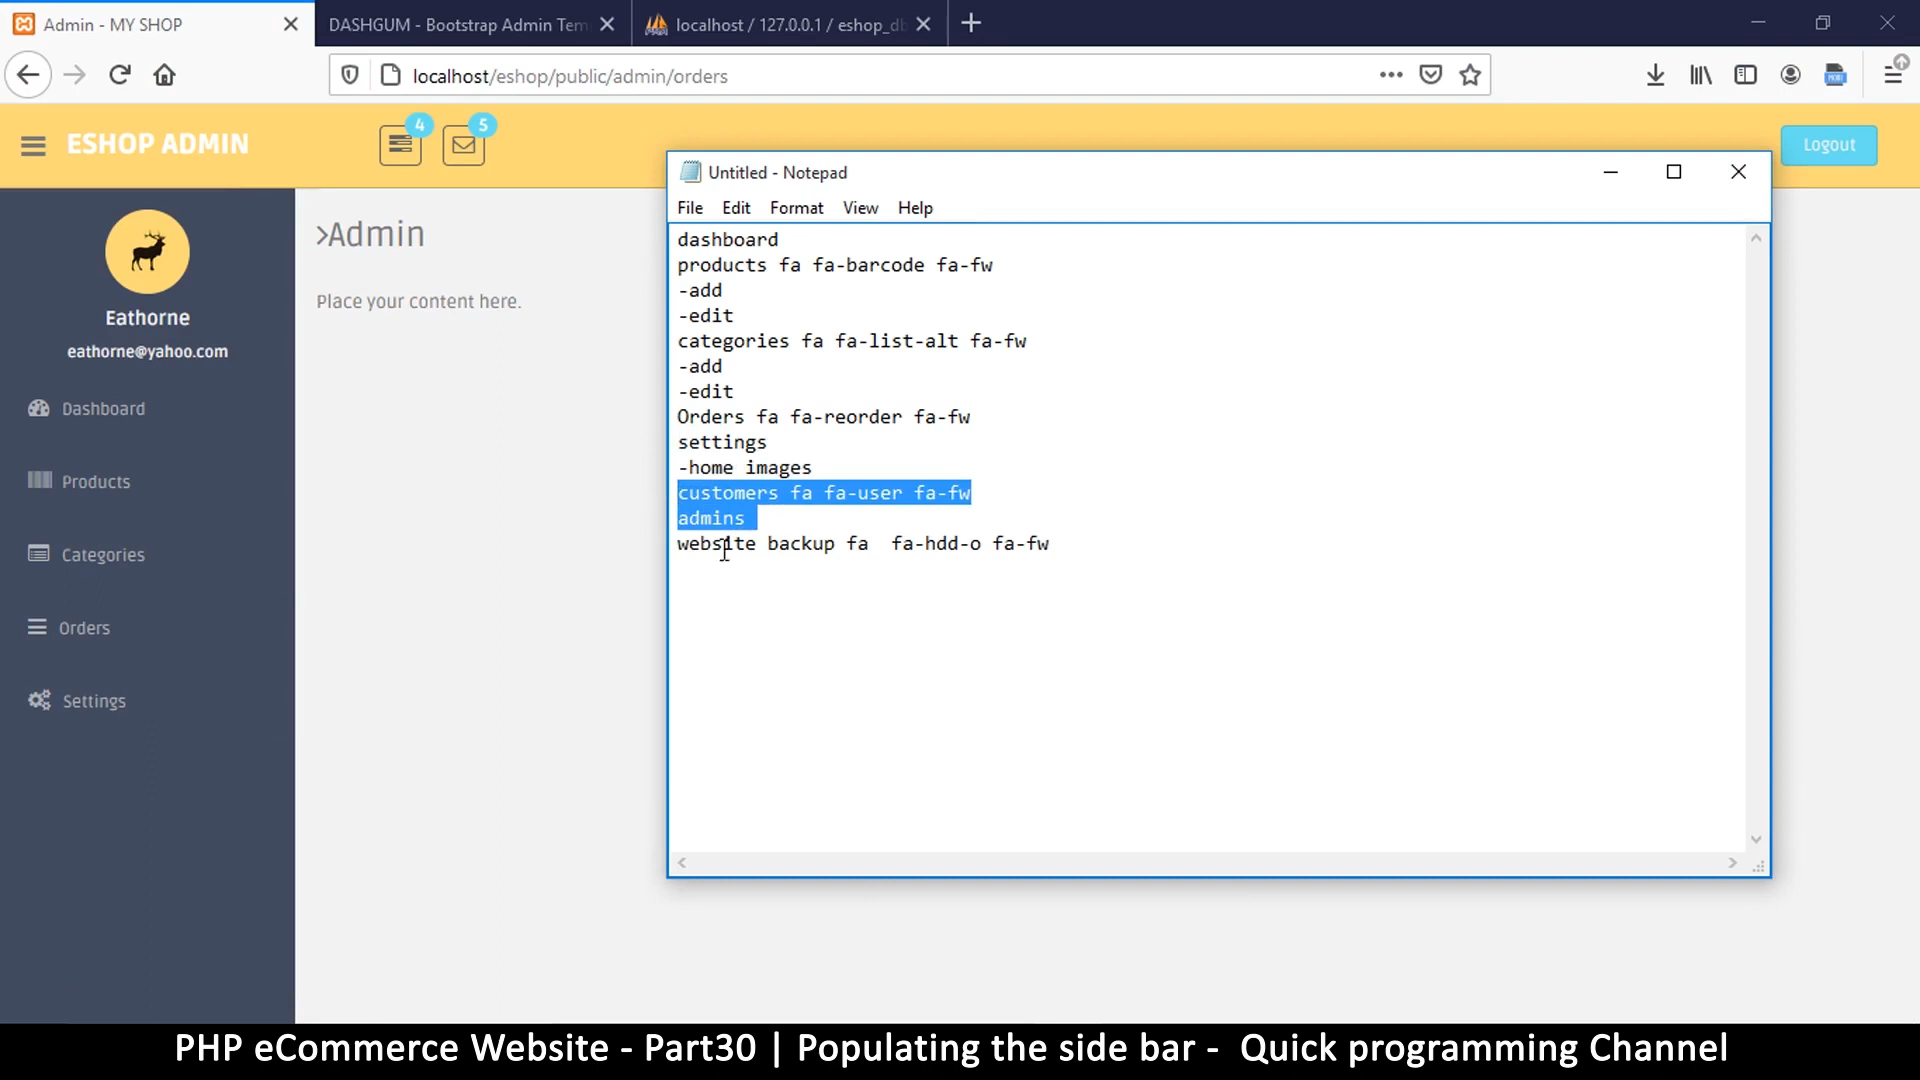 Admin - MY SHOP
DASHGUM - Bootstrap Admin Tem
localhost / 127.0.0.1 / eshop_db
localhost/eshop/public/admin/orders
ESHOP ADMIN
4
5
Logout
Untitled - Notepad
File Edit Format View Help
Eathorne
eathorne@yahoo.com
Dashboard
Products
Categories
Orders
Settings
>Admin
Place your content here.
dashboard
products fa fa-barcode fa-fw
-add
-edit
categories fa fa-list-alt fa-fw
-add
-edit
Orders fa fa-reorder fa-fw
settings
-home images
customers fa fa-user fa-fw
admins
website backup fa  fa-hdd-o fa-fw
PHP eCommerce Website - Part30 | Populating the side bar -  Quick programming Channel